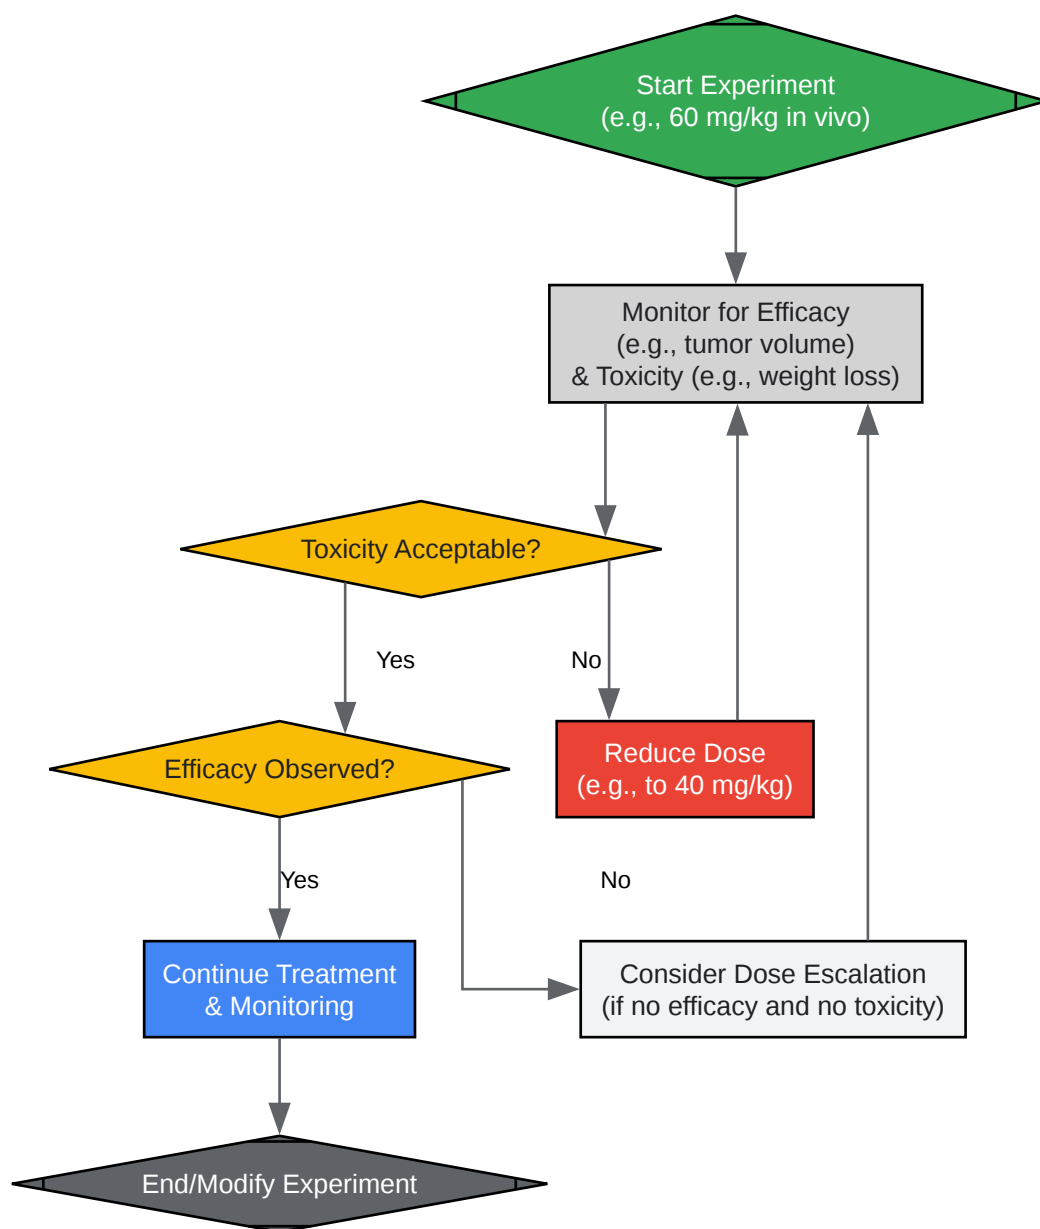 Start Experiment
(e.g., 60 mg/kg in vivo)
Monitor for Efficacy
(e.g., tumor volume)
& Toxicity (e.g., weight loss)
Toxicity Acceptable?
Yes
No
Efficacy Observed?
Reduce Dose
(e.g., to 40 mg/kg)
Yes
No
Continue Treatment
& Monitoring
Consider Dose Escalation
(if no efficacy and no toxicity)
End/Modify Experiment